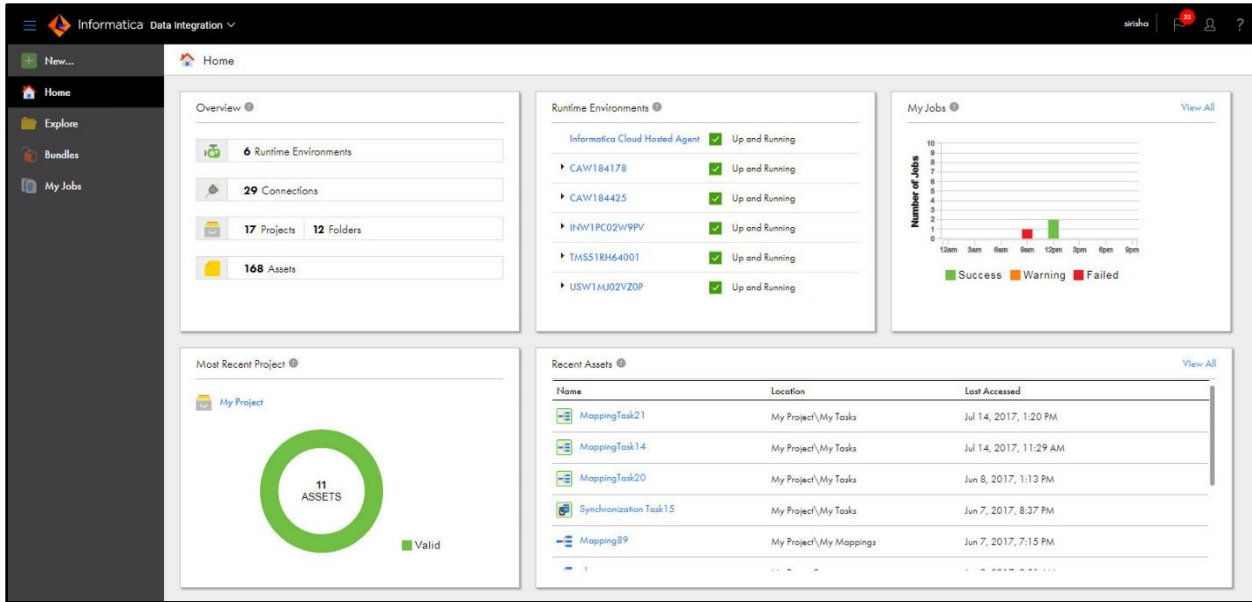 Informatica Data Integration
sirisha
23
?
New...
Home
Explore
Bundles
My Jobs
Home
Overview
6 Runtime Environments
29 Connections
17 Projects 12 Folders
168 Assets
Runtime Environments
Informatica Cloud Hosted Agent Up and Running
CAW184178 Up and Running
CAW184425 Up and Running
INW1PC02W9PV Up and Running
TMS51RH64001 Up and Running
USW1MJ02VZ0P Up and Running
My Jobs View All
Number of Jobs
10
9
8
7
6
5
4
3
2
1
0
12am 3am 6am 9am 12pm 3pm 6pm 9pm
Success Warning Failed
Most Recent Project
My Project
11
ASSETS
Valid
Recent Assets View All
Name Location Last Accessed
MappingTask21 My Project\My Tasks Jul 14, 2017, 1:20 PM
MappingTask14 My Project\My Tasks Jul 14, 2017, 11:29 AM
MappingTask20 My Project\My Tasks Jun 8, 2017, 1:13 PM
Synchronization Task15 My Project\My Tasks Jun 7, 2017, 8:37 PM
Mapping89 My Project\My Mappings Jun 7, 2017, 7:15 PM